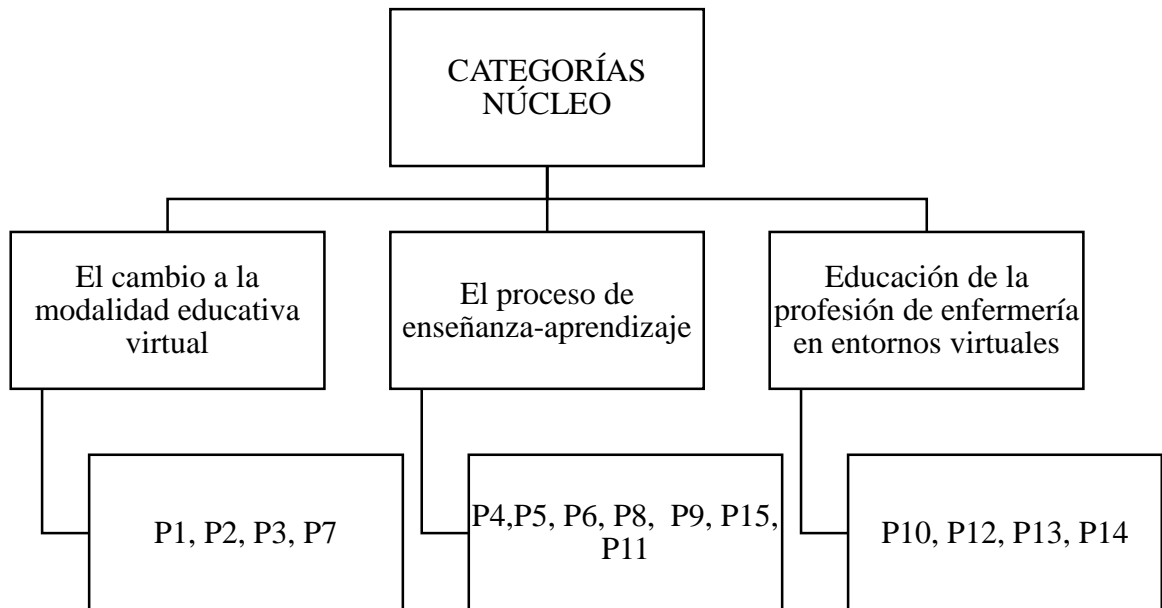 CATEGORÍAS
NÚCLEO
El cambio a la
modalidad educativa
virtual
El proceso de
enseñanza-aprendizaje
Educación de la
profesión de enfermería
en entornos virtuales
P1, P2, P3, P7
P4,P5, P6, P8,  P9, P15,
P11
P10, P12, P13, P14